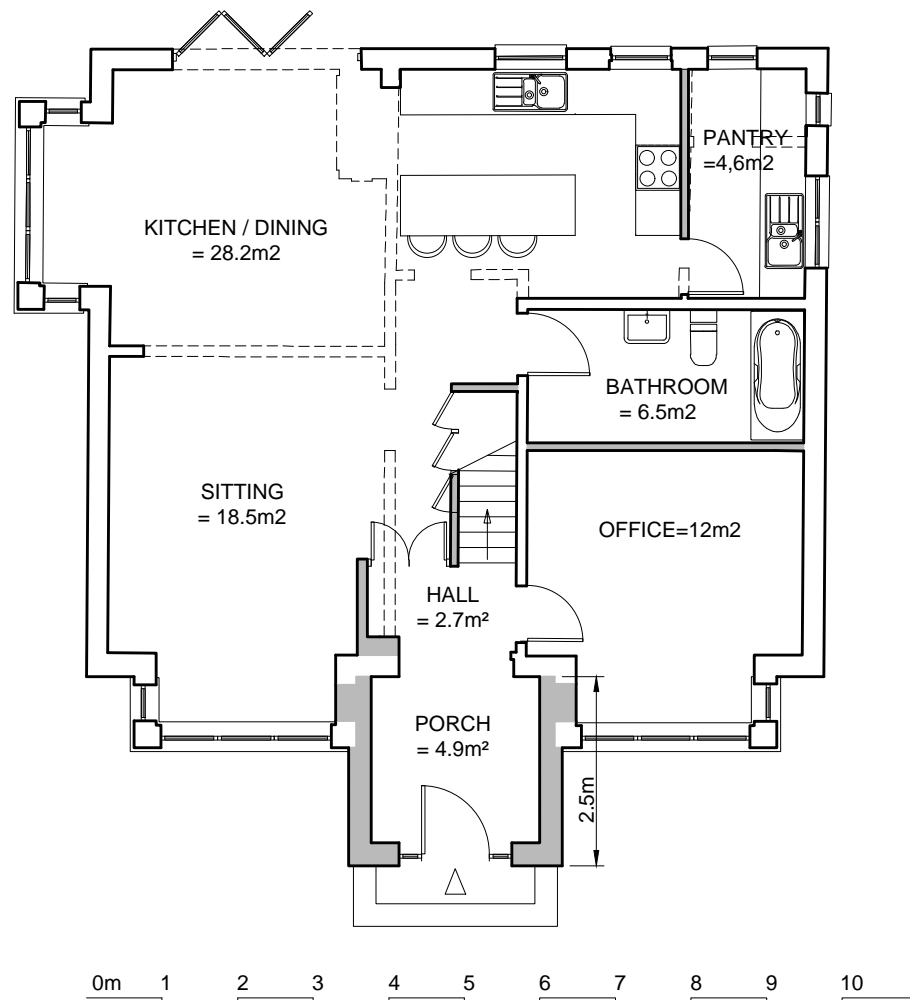 PANTRY
=4,6m2
KITCHEN / DINING
= 28.2m2
BATHROOM
= 6.5m2
SITTING
= 18.5m2
OFFICE=12m2
HALL
= 2.7m²
PORCH
= 4.9m²
2.5m
0m 1 2 3 4 5 6 7 8 9 10